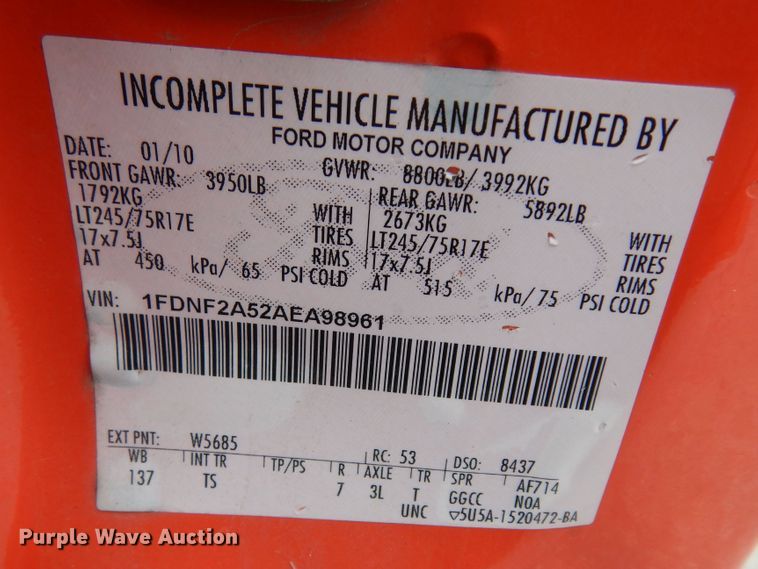 INCOMPLETE VEHICLE MANUFACTURED BY
FORD MOTOR COMPANY
DATE: 01/10 GVWR: 8800LB/ 3992KG
FRONT GAWR: 3950LB REAR GAWR: 5892LB
1792KG WITH 2673KG WITH
LT245/75R17E TIRES LT245/75R17E TIRES
17x7.5J RIMS 17x7.5J RIMS
AT 450 kPa/ 65 PSI COLD AT 515 kPa/ 75 PSI COLD
VIN: 1FDNF2A52AEA98961
EXT PNT: W5685 RC: 53 DSO: 8437
WB INT TR TP/PS R AXLE TR SPR AF714
137 TS 7 3L T GGCC NOA
UNC ▽5U5A-1520472-BA
Purple Wave Auction